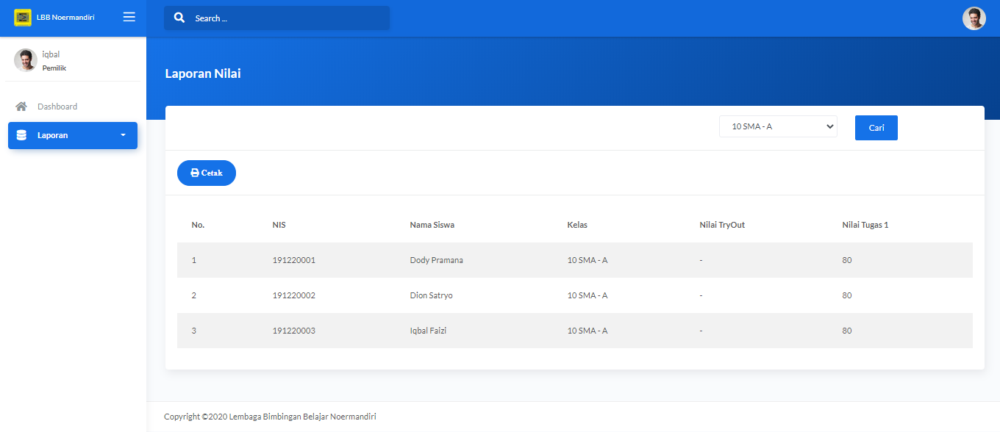 LBB Noermandiri
Search ...
iqbal
Pemilik
Dashboard
Laporan
Laporan Nilai
10 SMA - A
Cari
Cetak
No. NIS Nama Siswa Kelas Nilai TryOut Nilai Tugas 1
1 191220001 Dody Pramana 10 SMA - A - 80
2 191220002 Dion Satryo 10 SMA - A - 80
3 191220003 Iqbal Faizi 10 SMA - A - 80
Copyright ©2020 Lembaga Bimbingan Belajar Noermandiri